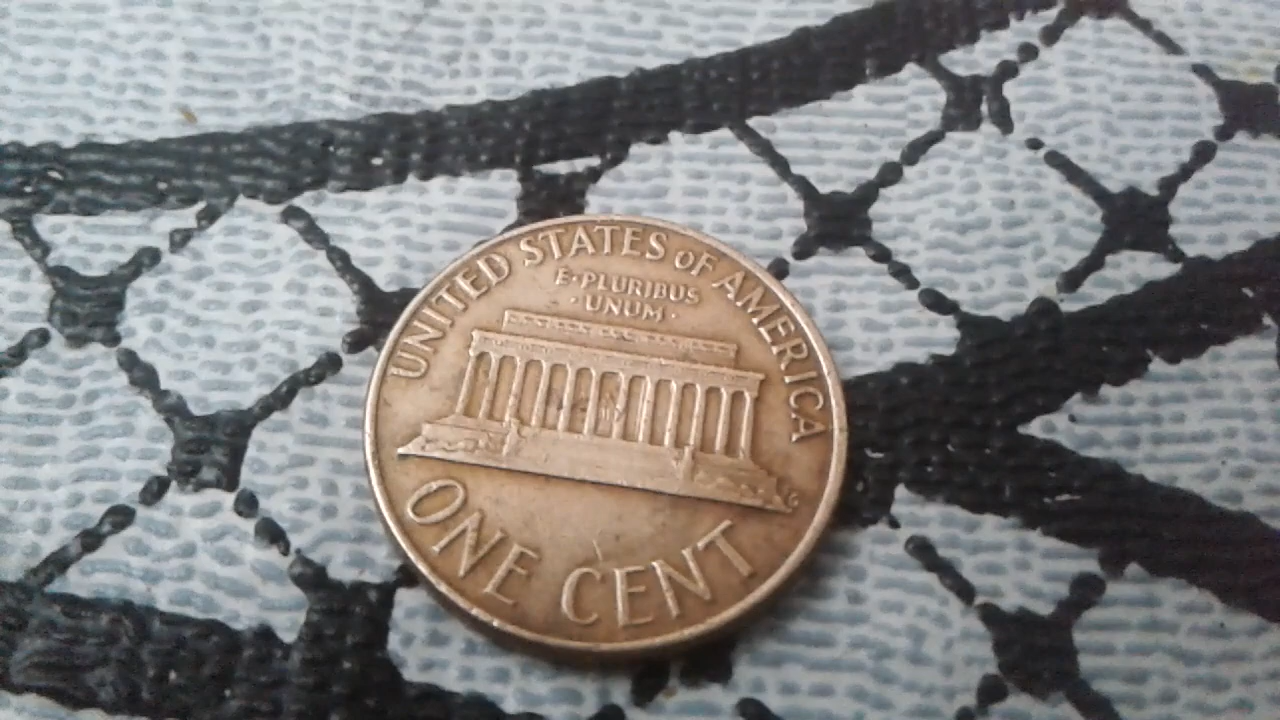 UNITED STATES OF AMERICA
E·PLURIBUS
·UNUM·
ONE CENT